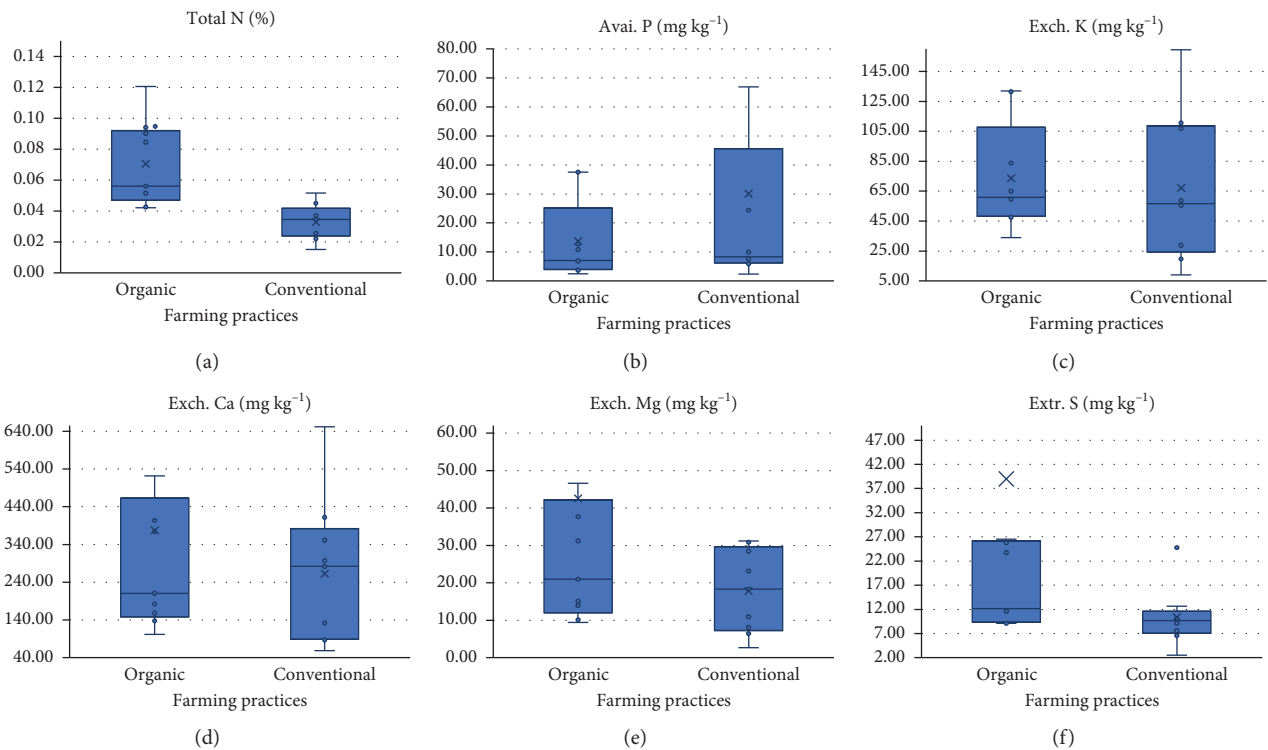 Total N (%)
0.14
0.12
0.10
0.08
0.06
0.04
0.02
0.00
Organic Conventional
Farming practices
(a)
Avai. P (mg kg⁻¹)
80.00
70.00
60.00
50.00
40.00
30.00
20.00
10.00
0.00
Organic Conventional
Farming practices
(b)
Exch. K (mg kg⁻¹)
145.00
125.00
105.00
85.00
65.00
45.00
25.00
5.00
Organic Conventional
Farming practices
(c)
Exch. Ca (mg kg⁻¹)
640.00
540.00
440.00
340.00
240.00
140.00
40.00
Organic Conventional
Farming practices
(d)
Exch. Mg (mg kg⁻¹)
60.00
50.00
40.00
30.00
20.00
10.00
0.00
Organic Conventional
Farming practices
(e)
Extr. S (mg kg⁻¹)
47.00
42.00
37.00
32.00
27.00
22.00
17.00
12.00
7.00
2.00
Organic Conventional
Farming practices
(f)